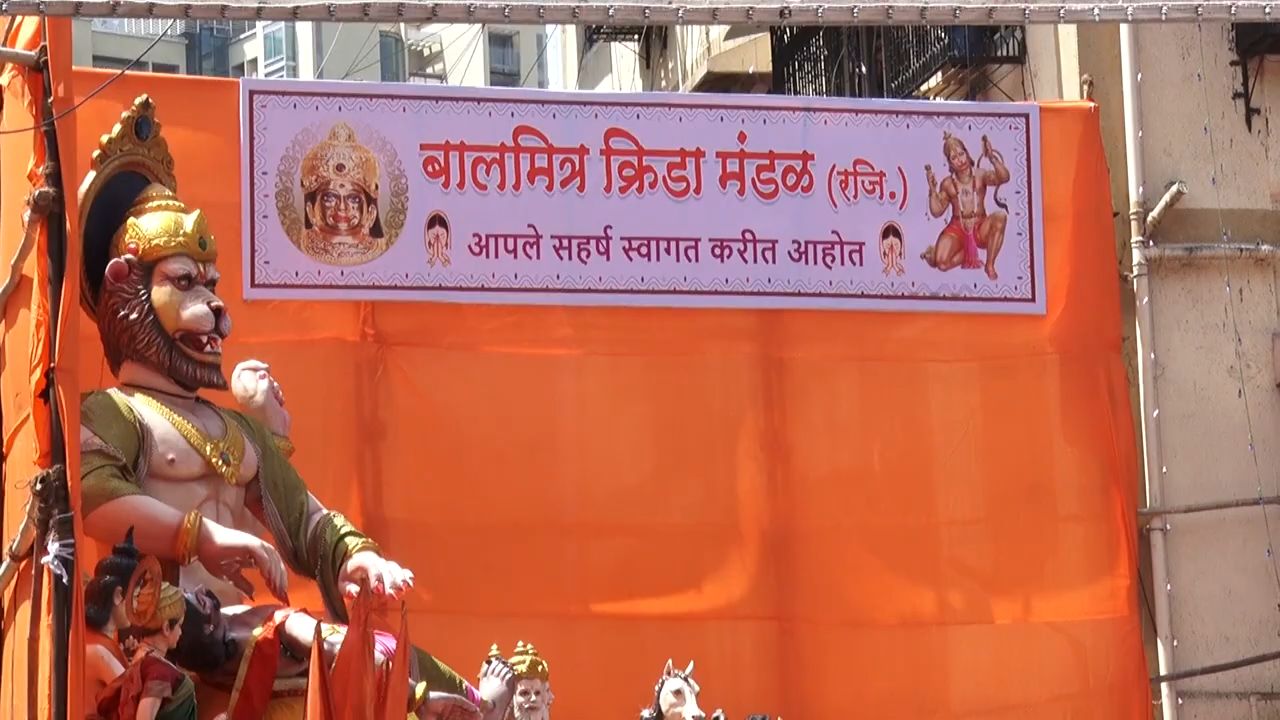 बालमित्र क्रिडा मंडळ (रजि.)
आपले सहर्ष स्वागत करीत आहोत